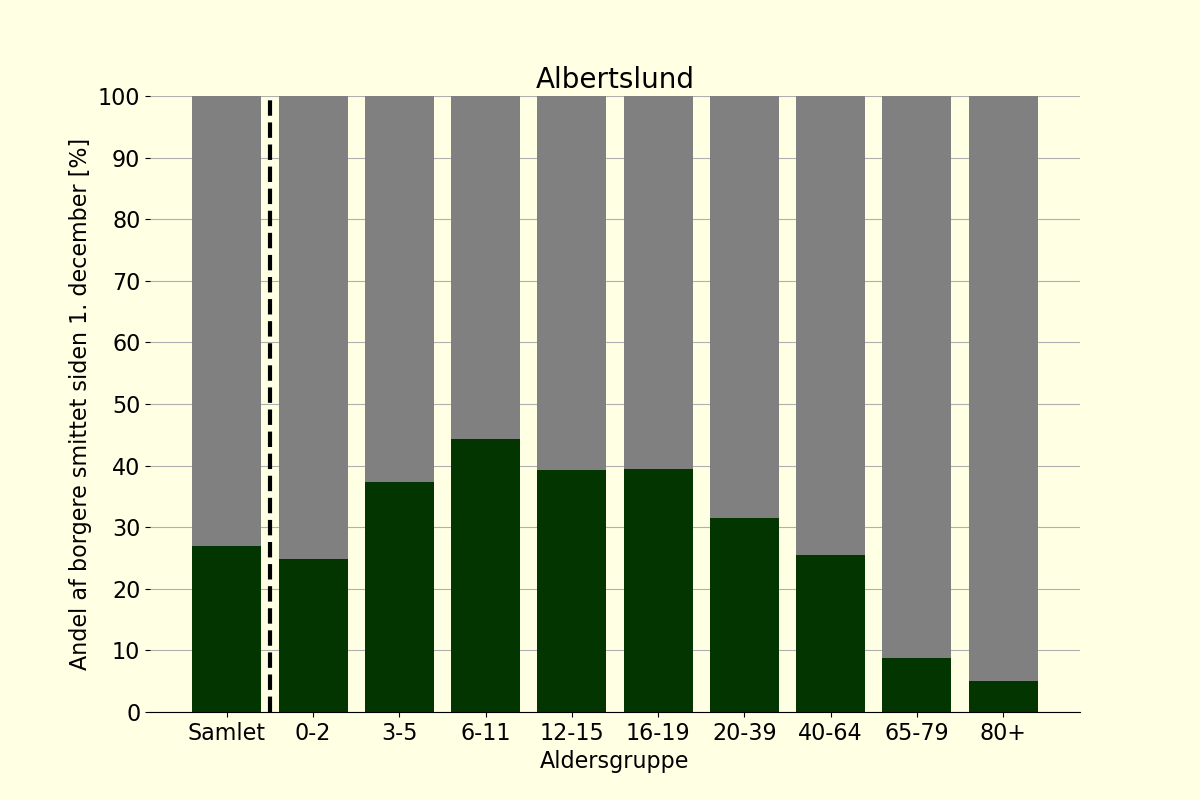 Albertslund
Andel af borgere smittet siden 1. december [%]
100
90
80
70
60
50
40
30
20
10
0
Samlet 0-2 3-5 6-11 12-15 16-19 20-39 40-64 65-79 80+
Aldersgruppe